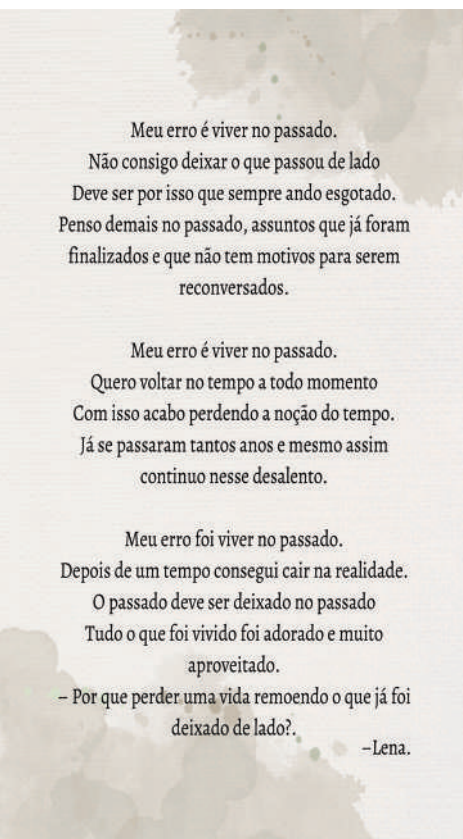 Meu erro é viver no passado.
Não consigo deixar o que passou de lado
Deve ser por isso que sempre ando esgotado.
Penso demais no passado, assuntos que já foram
finalizados e que não tem motivos para serem
reconversados.
Meu erro é viver no passado.
Quero voltar no tempo a todo momento
Com isso acabo perdendo a noção do tempo.
Já se passaram tantos anos e mesmo assim
continuo nesse desalento.
Meu erro foi viver no passado.
Depois de um tempo consegui cair na realidade.
O passado deve ser deixado no passado
Tudo o que foi vivido foi adorado e muito
aproveitado.
– Por que perder uma vida remoendo o que já foi
deixado de lado?.
–Lena.